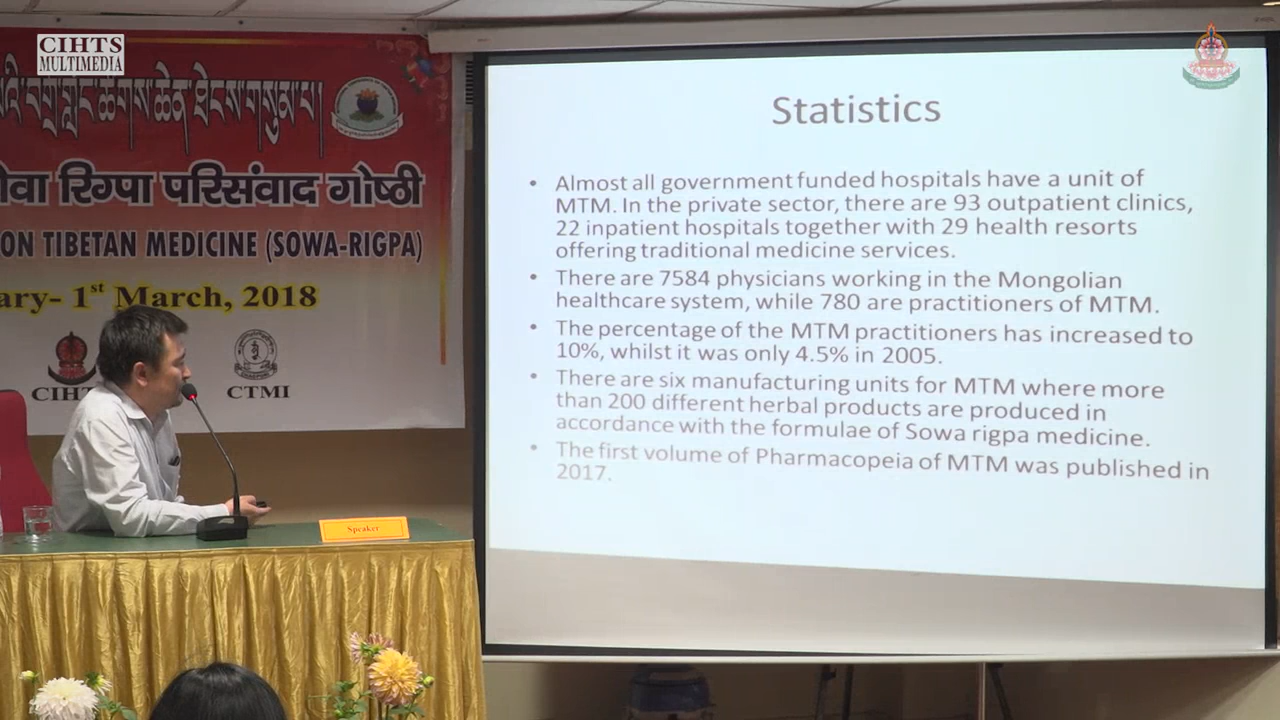 CIHTS
MULTIMEDIA
རིག་པའི་བགྲོ་གླེང་ཚོགས་ཆེན་ཐེངས་གསུམ་པ།
रिग्पा परिसंवाद गोष्ठी
ON TIBETAN MEDICINE (SOWA-RIGPA)
1st March, 2018
CIHT
CTMI
Speaker
Statistics
• Almost all government funded hospitals have a unit of
MTM. In the private sector, there are 93 outpatient clinics,
22 inpatient hospitals together with 29 health resorts
offering traditional medicine services.
• There are 7584 physicians working in the Mongolian
healthcare system, while 780 are practitioners of MTM.
• The percentage of the MTM practitioners has increased to
10%, whilst it was only 4.5% in 2005.
• There are six manufacturing units for MTM where more
than 200 different herbal products are produced in
accordance with the formulae of Sowa rigpa medicine.
• The first volume of Pharmacopeia of MTM was published in
2017.